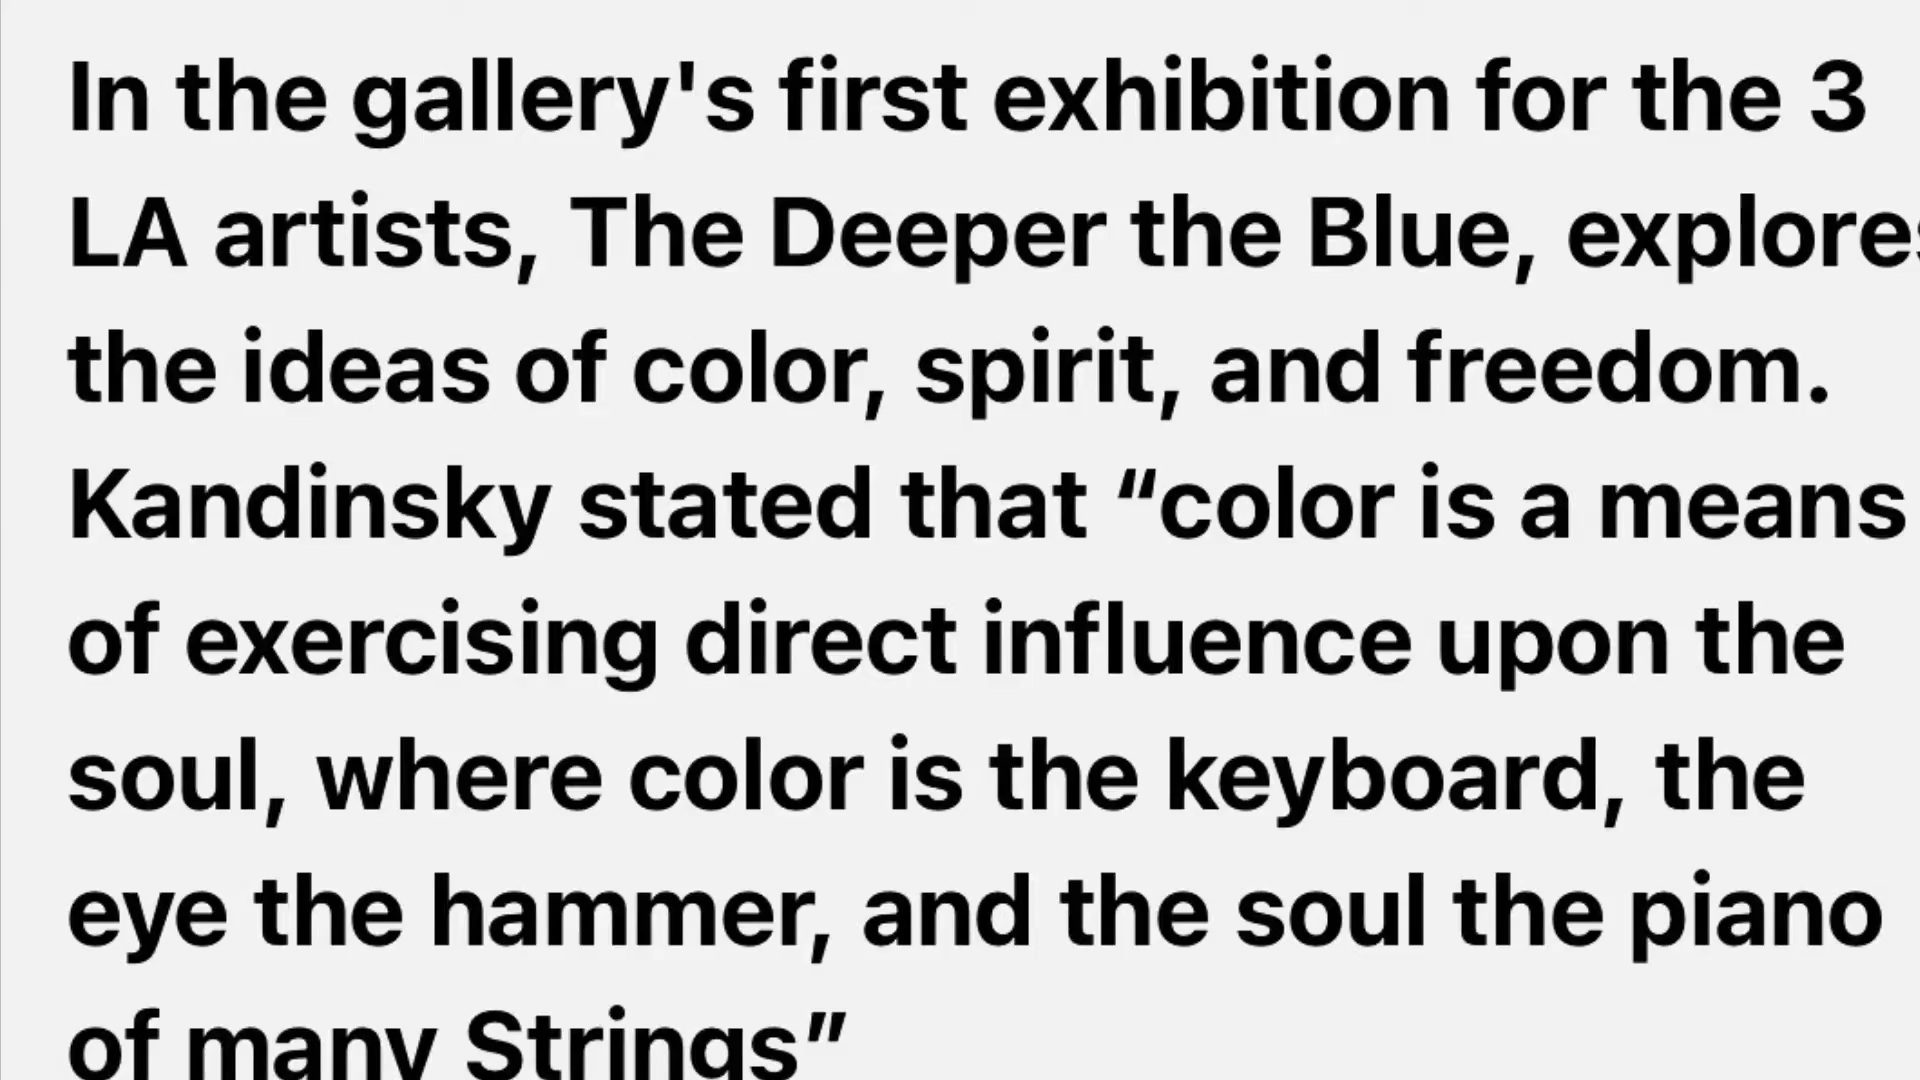 In the gallery's first exhibition for the 3
LA artists, The Deeper the Blue, explores
the ideas of color, spirit, and freedom.
Kandinsky stated that “color is a means
of exercising direct influence upon the
soul, where color is the keyboard, the
eye the hammer, and the soul the piano
of many Strings”